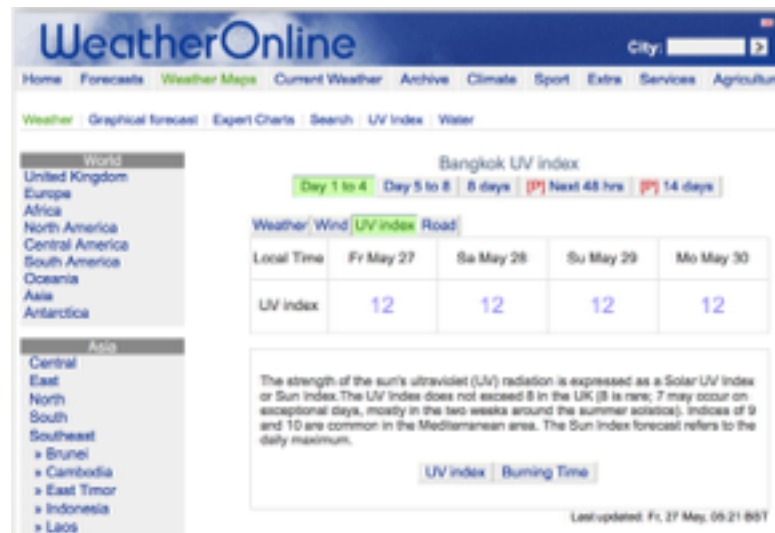 WeatherOnline
City:
Home Forecasts Weather Maps Current Weather Archive Climate Sport Extra Services Agricultur
Weather Graphical forecast Expert Charts Search UV Index Water
World
United Kingdom
Europe
Africa
North America
Central America
South America
Oceania
Asia
Antarctica
Asia
Central
East
North
South
Southeast
» Brunei
» Cambodia
» East Timor
» Indonesia
» Laos
Bangkok UV index
Day 1 to 4 Day 5 to 8 8 days [P] Next 48 hrs [P] 14 days
Weather Wind UV index Road
Local Time Fr May 27 Sa May 28 Su May 29 Mo May 30
UV index 12 12 12 12
The strength of the sun's ultraviolet (UV) radiation is expressed as a Solar UV Index
or Sun Index.The UV Index does not exceed 8 in the UK (8 is rare; 7 may occur on
exceptional days, mostly in the two weeks around the summer solstice). Indices of 9
and 10 are common in the Mediterranean area. The Sun Index forecast refers to the
daily maximum.
UV index Burning Time
Last updated: Fr, 27 May, 05:21 BST